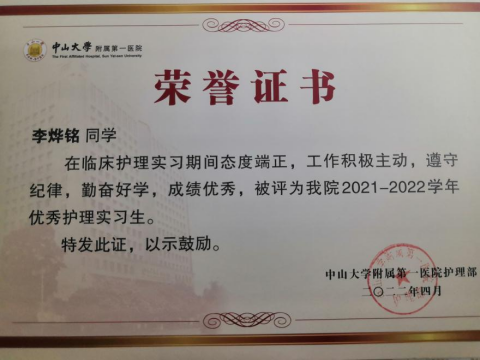 中山大学 附属第一医院
The First Affiliated Hospital, Sun Yat-sen University
荣誉证书
李烨铭 同学
在临床护理实习期间态度端正，工作积极主动，遵守
纪律，勤奋好学，成绩优秀，被评为我院2021-2022学年
优秀护理实习生。
特发此证，以示鼓励。
中山大学附属第一医院护理部
二〇二二年四月